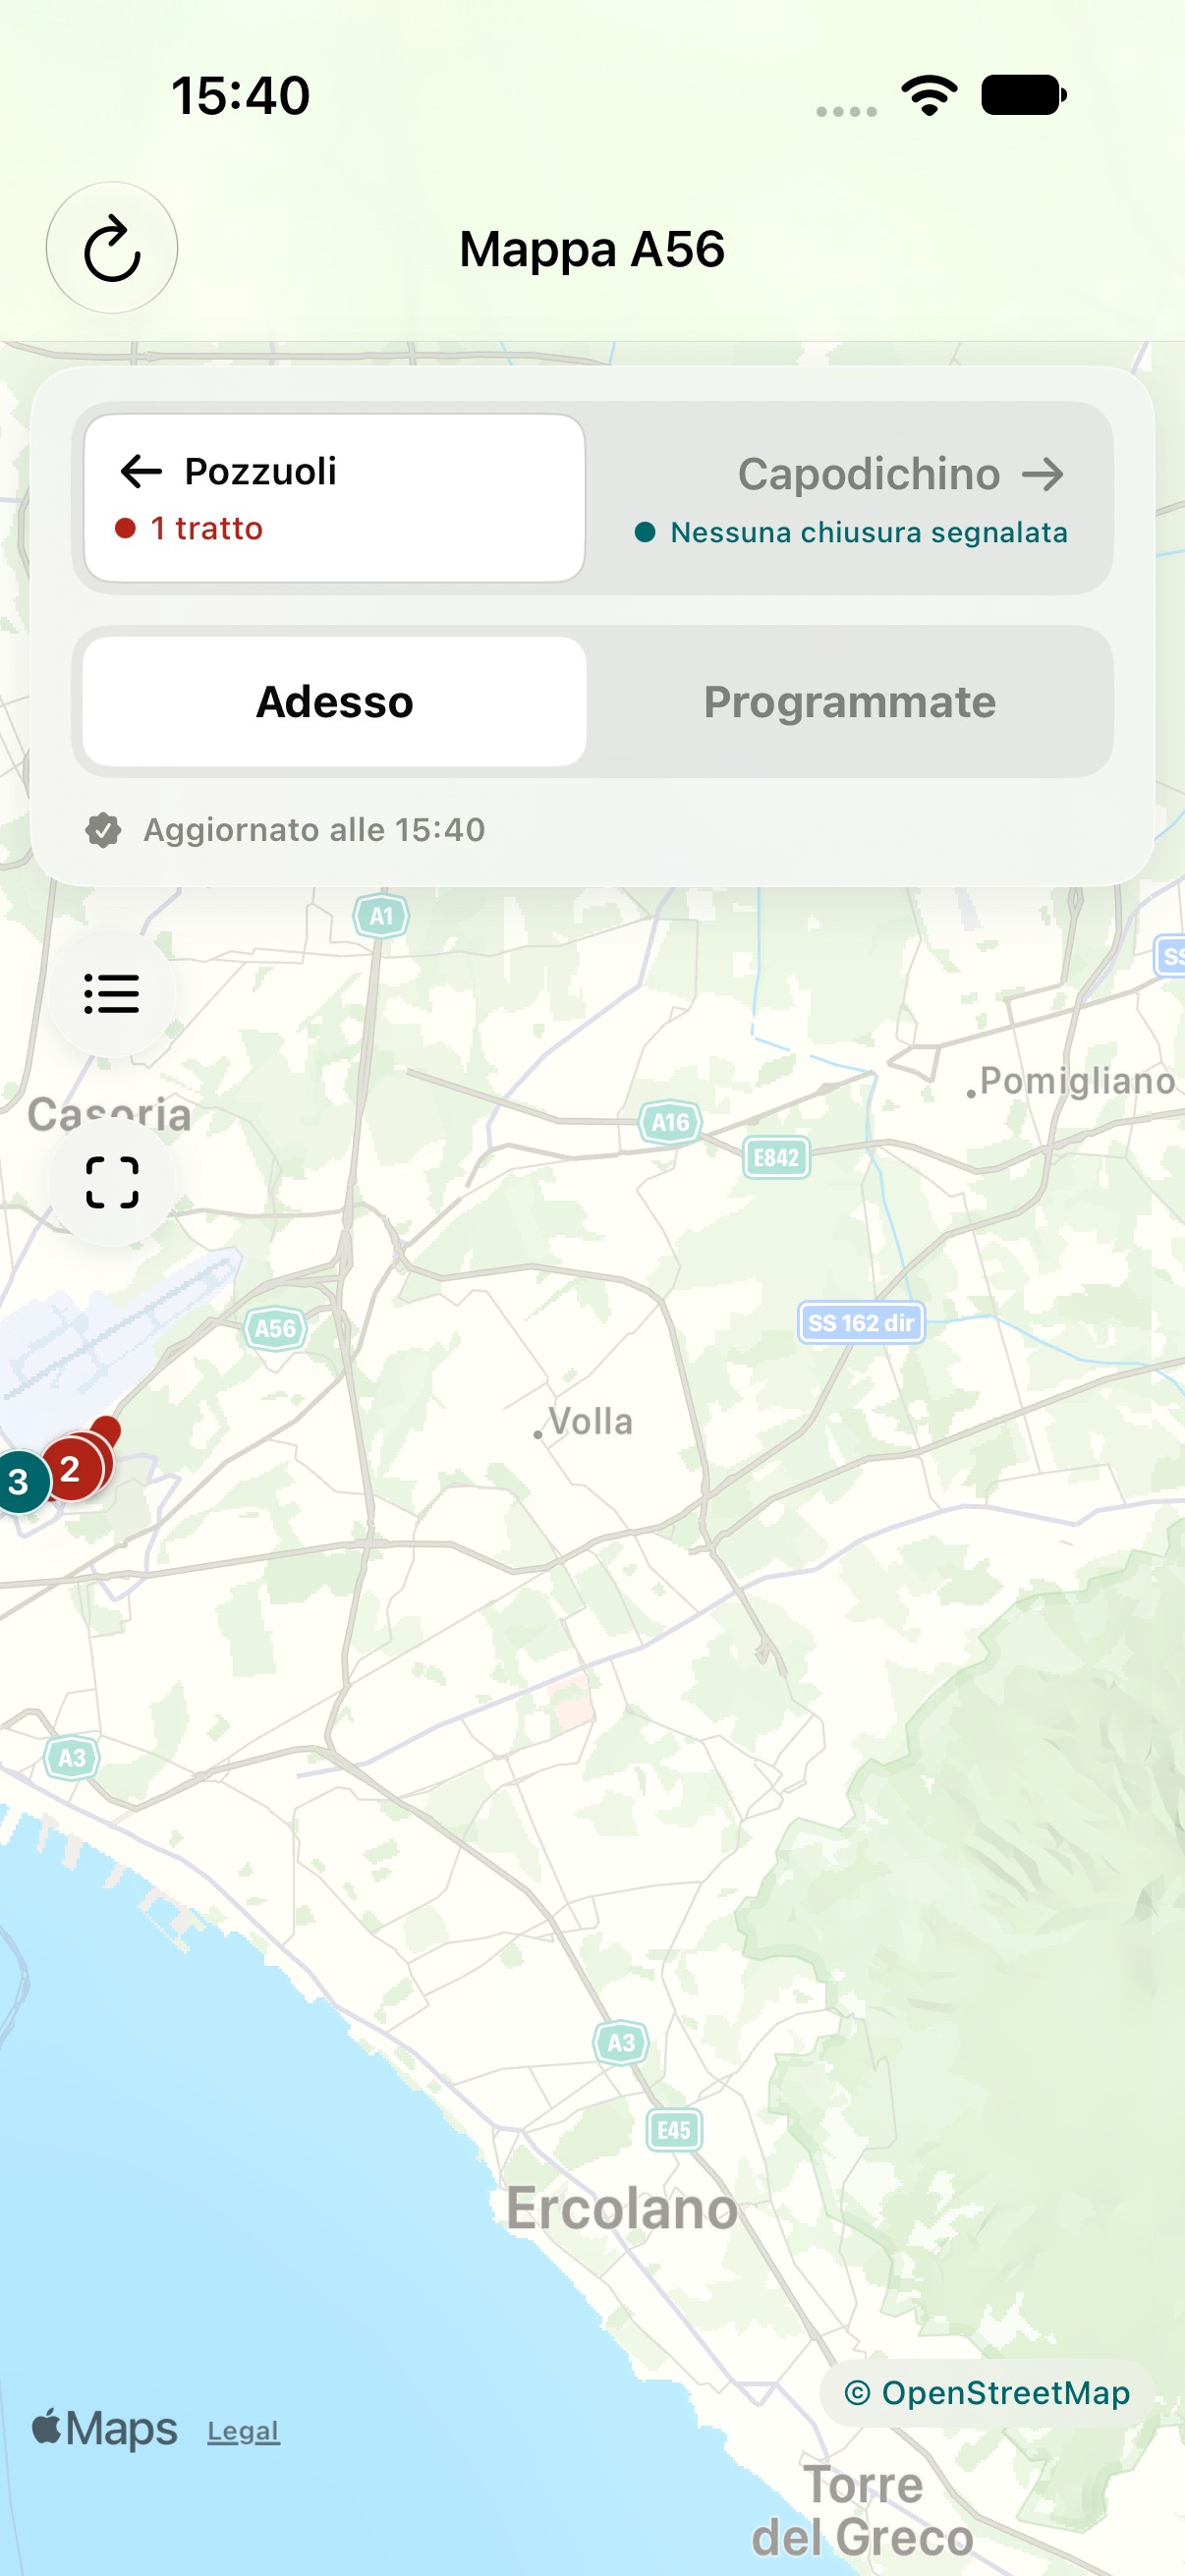 15:40
Mappa A56
← Pozzuoli
1 tratto
Capodichino →
Nessuna chiusura segnalata
Adesso
Programmate
Aggiornato alle 15:40
A1
SS
Pomigliano
Casoria
A16
E842
SS 162 dir
A56
Volla
2
3
A3
A3
E45
Ercolano
© OpenStreetMap
Maps
Legal
Torre
del Greco